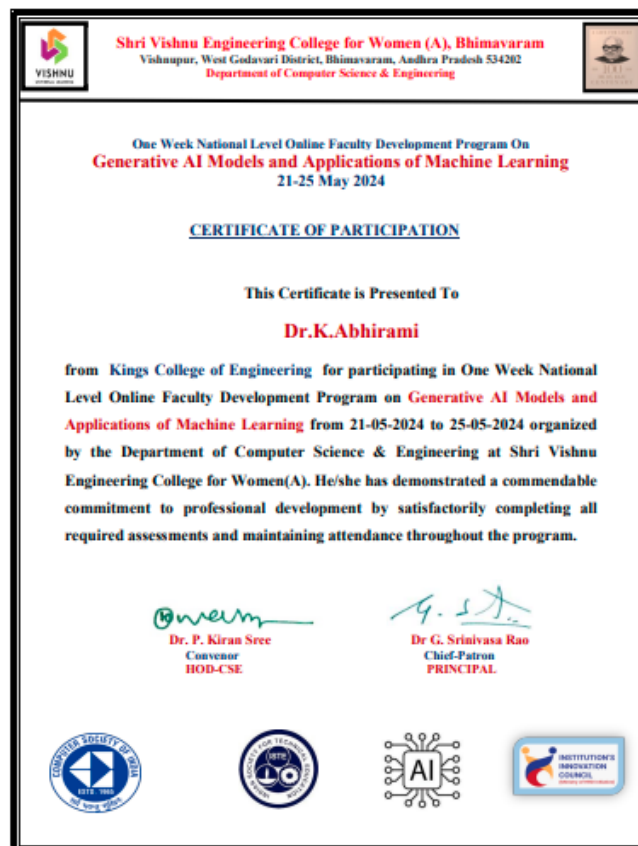 Shri Vishnu Engineering College for Women (A), Bhimavaram
Vishnupur, West Godavari District, Bhimavaram, Andhra Pradesh 534202
Department of Computer Science & Engineering
VISHNU
One Week National Level Online Faculty Development Program On
Generative AI Models and Applications of Machine Learning
21-25 May 2024
CERTIFICATE OF PARTICIPATION
This Certificate is Presented To
Dr.K.Abhirami
from Kings College of Engineering for participating in One Week National
Level Online Faculty Development Program on Generative AI Models and
Applications of Machine Learning from 21-05-2024 to 25-05-2024 organized
by the Department of Computer Science & Engineering at Shri Vishnu
Engineering College for Women(A). He/she has demonstrated a commendable
commitment to professional development by satisfactorily completing all
required assessments and maintaining attendance throughout the program.
Dr. P. Kiran Sree
Convenor
HOD-CSE
Dr G. Srinivasa Rao
Chief-Patron
PRINCIPAL
COMPUTER SOCIETY OF INDIA
ESTD. 1965
INDIAN SOCIETY FOR TECHNICAL EDUCATION
ISTE
AI
INSTITUTION'S
INNOVATION
COUNCIL